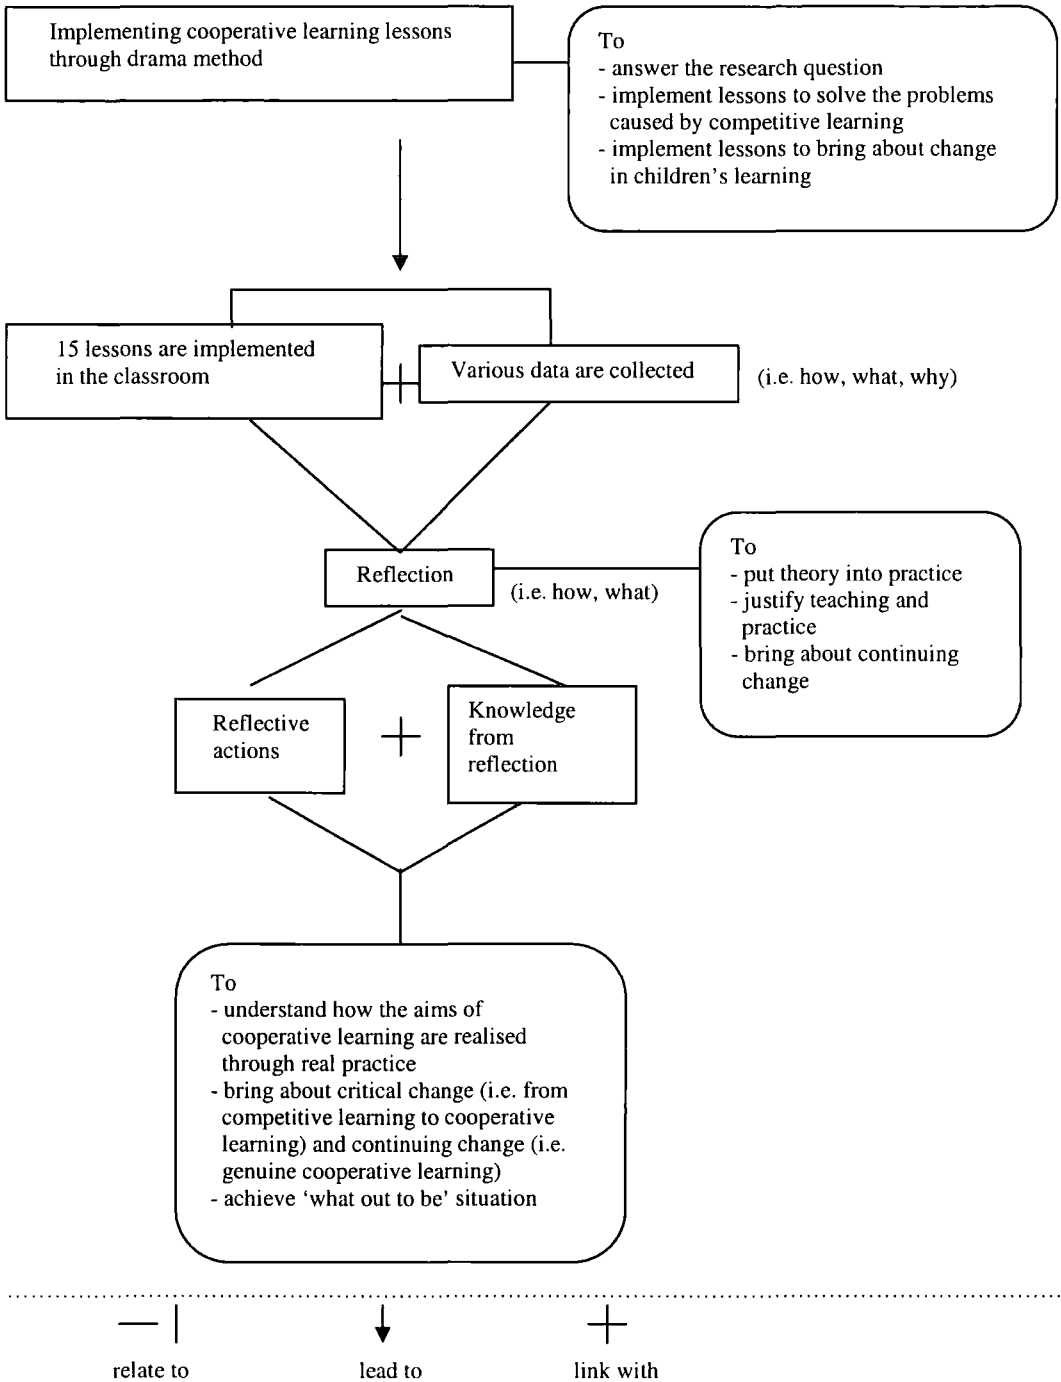 Implementing cooperative learning lessons
through drama method
To
- answer the research question
- implement lessons to solve the problems
caused by competitive learning
- implement lessons to bring about change
in children's learning
15 lessons are implemented
in the classroom
Various data are collected
(i.e. how, what, why)
Reflection
(i.e. how, what)
To
- put theory into practice
- justify teaching and
practice
- bring about continuing
change
Reflective
actions
Knowledge
from
reflection
To
- understand how the aims of
cooperative learning are realised
through real practice
- bring about critical change (i.e. from
competitive learning to cooperative
learning) and continuing change (i.e.
genuine cooperative learning)
- achieve ‘what out to be’ situation
relate to
lead to
link with